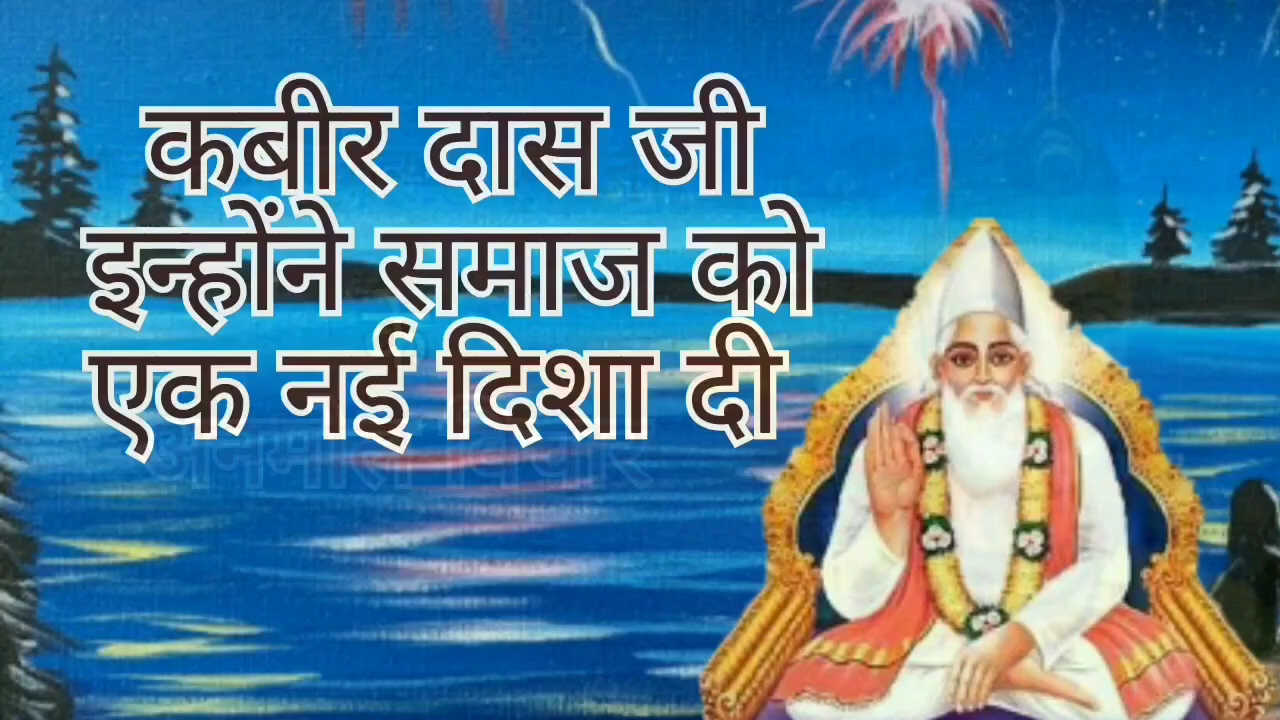 कबीर दास जी
इन्होंने समाज को
एक नई दिशा दी